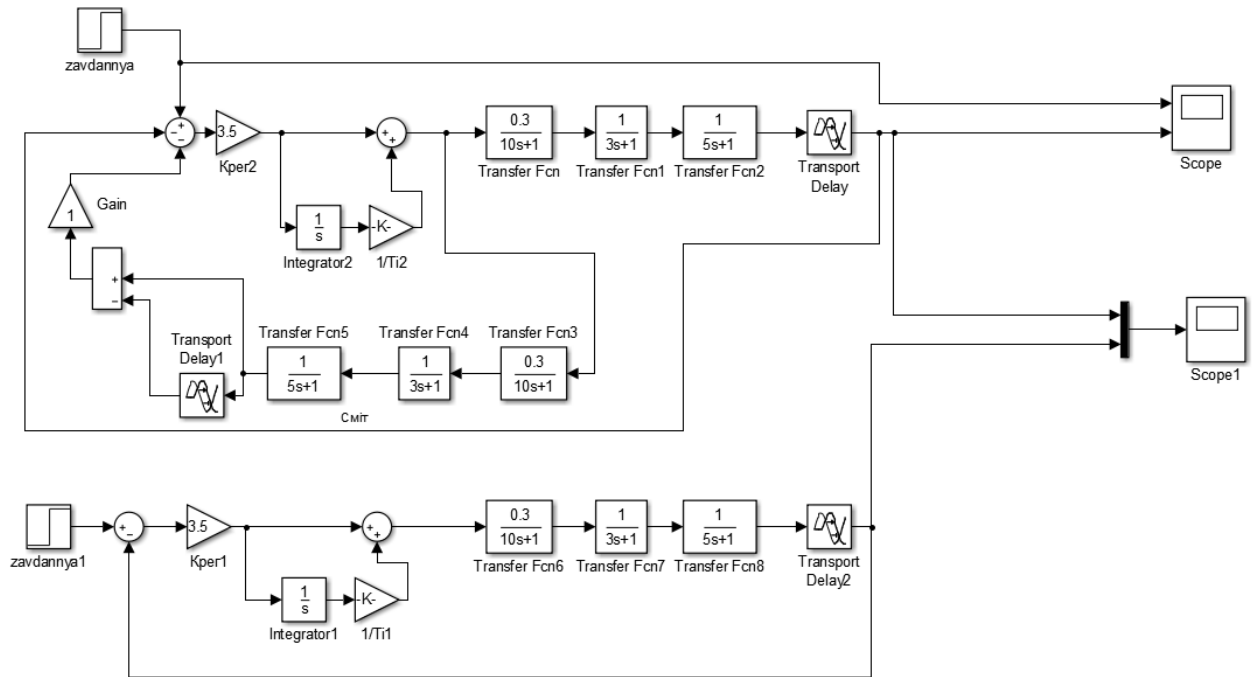 zavdannya
+
−
−
3.5
Kрег2
1
s
Integrator2
-K-
1/Ti2
+
+
0.3
10s+1
Transfer Fcn
1
3s+1
Transfer Fcn1
1
5s+1
Transfer Fcn2
Transport
Delay
Scope
Gain
1
+
−
Transport
Delay1
Transfer Fcn5
1
5s+1
Transfer Fcn4
1
3s+1
Transfer Fcn3
0.3
10s+1
Сміт
Scope1
zavdannya1
+
−
3.5
Kрег1
1
s
Integrator1
-K-
1/Ti1
+
+
0.3
10s+1
Transfer Fcn6
1
3s+1
Transfer Fcn7
1
5s+1
Transfer Fcn8
Transport
Delay2